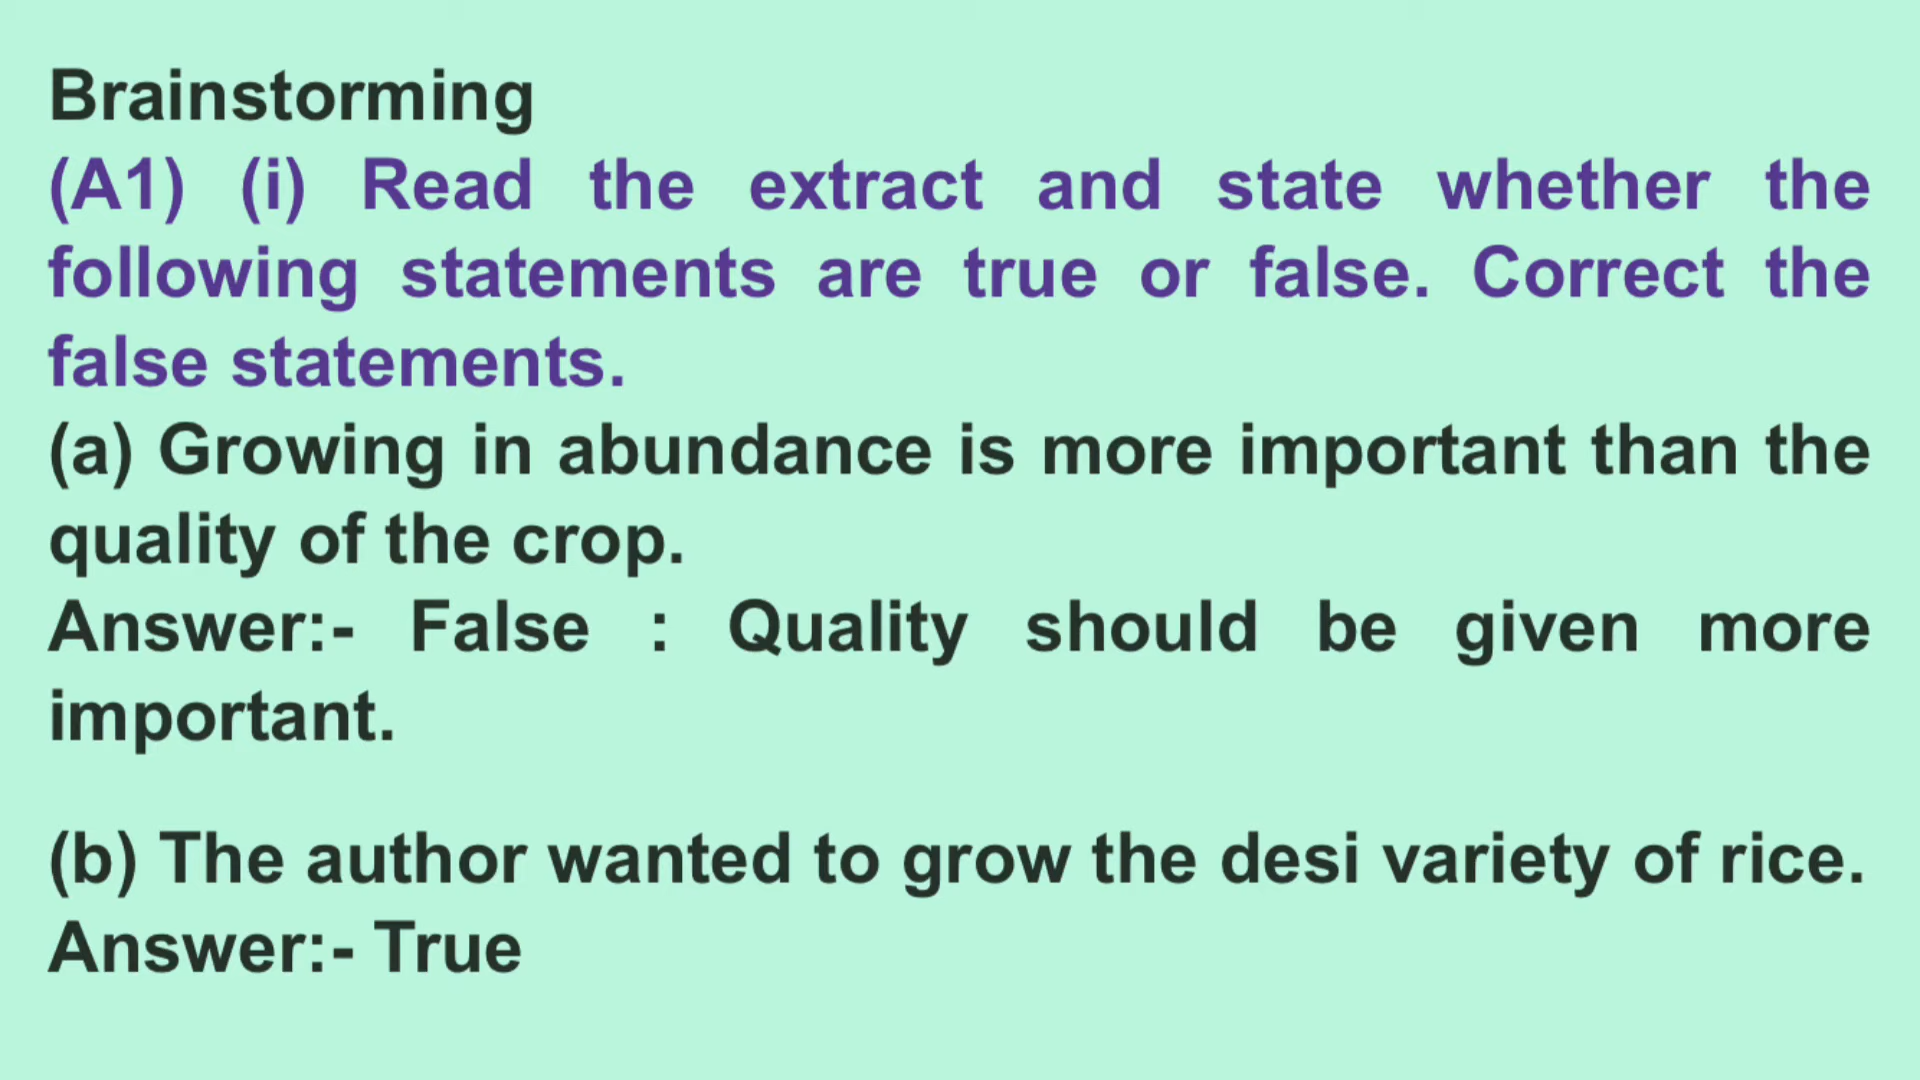 Brainstorming
(A1) (i) Read the extract and state whether the
following statements are true or false. Correct the
false statements.
(a) Growing in abundance is more important than the
quality of the crop.
Answer:- False : Quality should be given more
important.
(b) The author wanted to grow the desi variety of rice.
Answer:- True